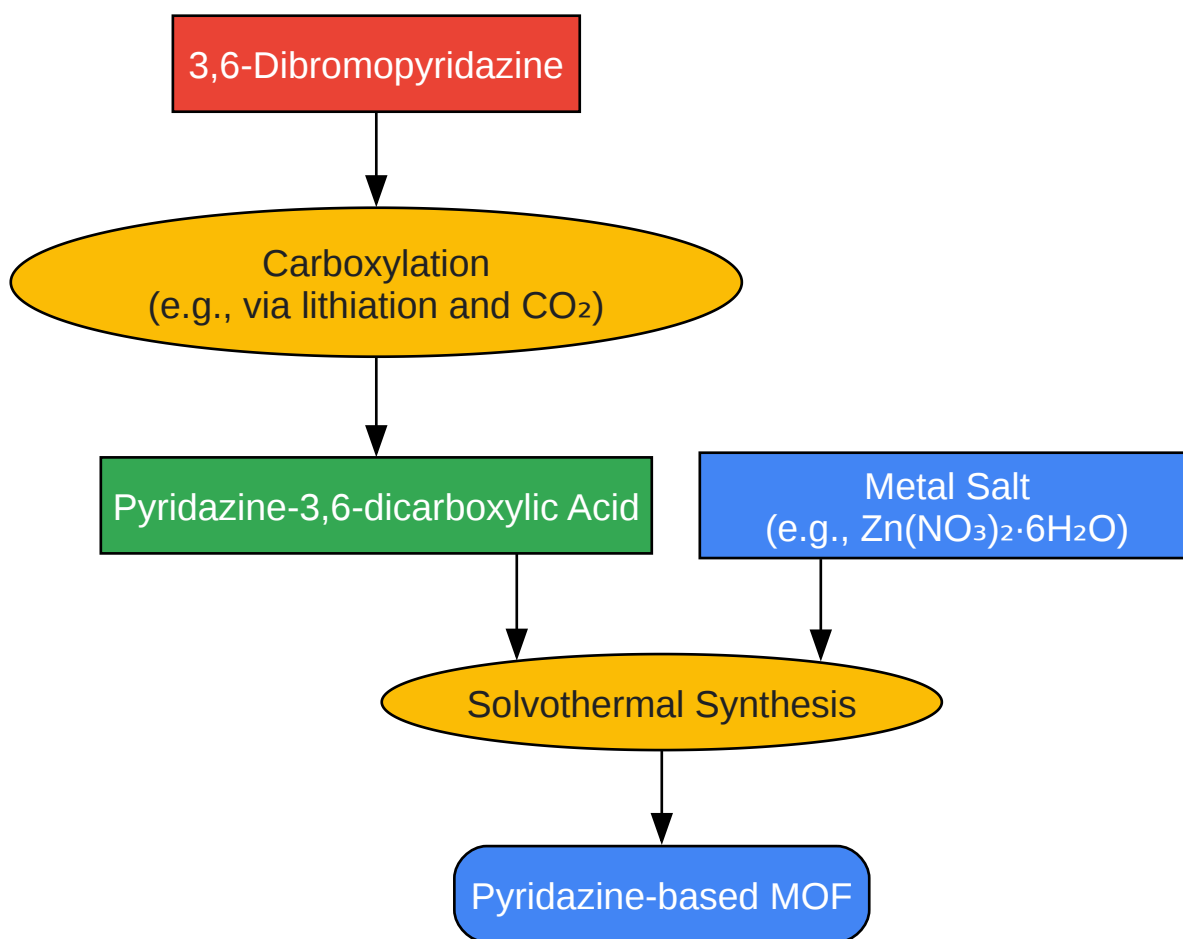 3,6-Dibromopyridazine
Carboxylation
(e.g., via lithiation and CO₂)
Pyridazine-3,6-dicarboxylic Acid
Metal Salt
(e.g., Zn(NO₃)₂·6H₂O)
Solvothermal Synthesis
Pyridazine-based MOF